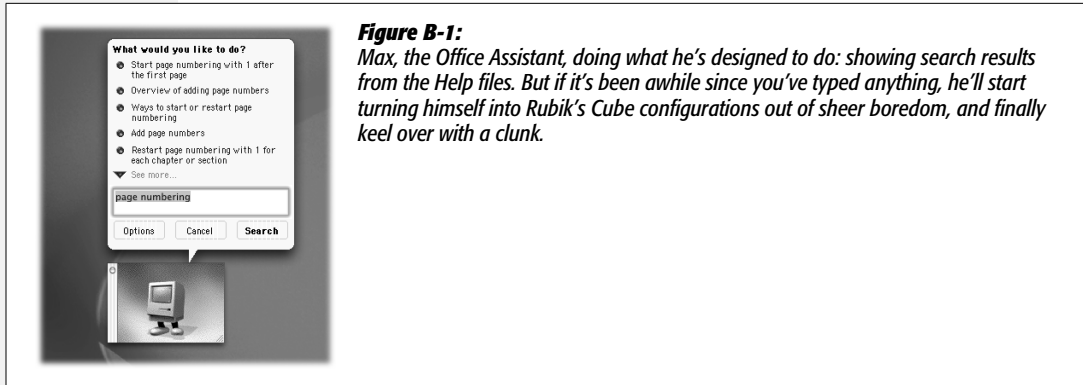 What would you like to do?
Start page numbering with 1 after
the first page
Overview of adding page numbers
Ways to start or restart page
numbering
Add page numbers
Restart page numbering with 1 for
each chapter or section
See more...
page numbering
Options Cancel Search
Figure B-1:
Max, the Office Assistant, doing what he's designed to do: showing search results
from the Help files. But if it's been awhile since you've typed anything, he'll start
turning himself into Rubik's Cube configurations out of sheer boredom, and finally
keel over with a clunk.